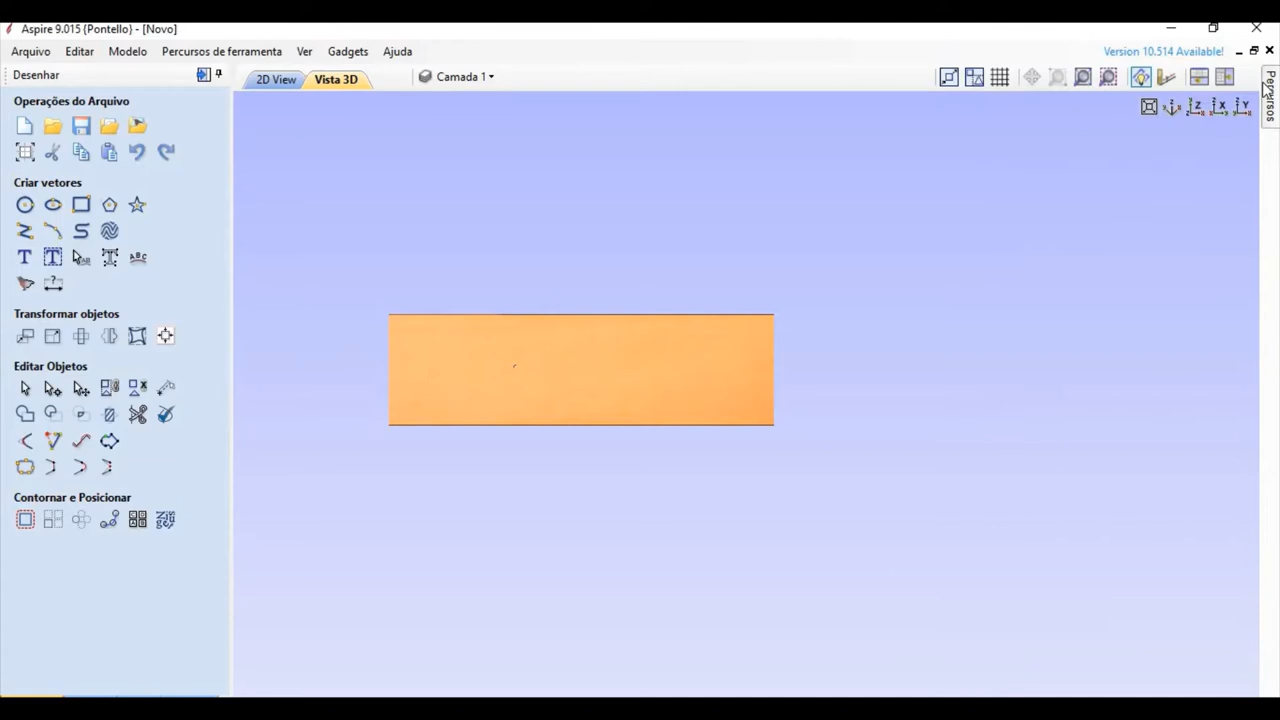 Aspire 9.015 {Pontello} - [Novo]
Arquivo Editar Modelo Percursos de ferramenta Ver Gadgets Ajuda Version 10.514 Available!
Desenhar 2D View Vista 3D Camada 1
Percursos
Z X Y
Operações do Arquivo
Criar vetores
Transformar objetos
Editar Objetos
Contornar e Posicionar